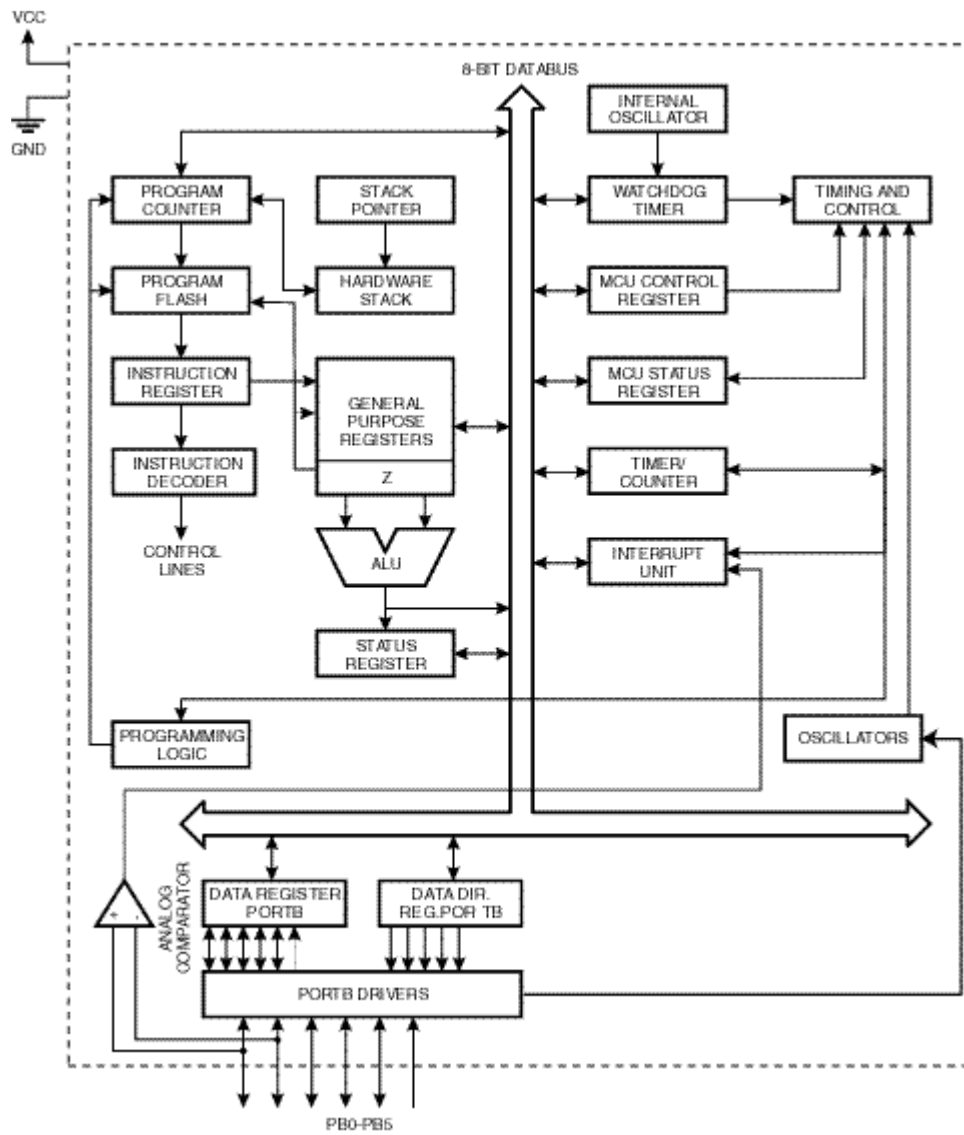 VCC
8-BIT DATABUS
INTERNAL
OSCILLATOR
GND
PROGRAM
COUNTER
STACK
POINTER
WATCHDOG
TIMER
TIMING AND
CONTROL
PROGRAM
FLASH
HARDWARE
STACK
MCU CONTROL
REGISTER
INSTRUCTION
REGISTER
GENERAL
PURPOSE
REGISTERS
MCU STATUS
REGISTER
INSTRUCTION
DECODER
Z
TIMER/
COUNTER
CONTROL
LINES
ALU
INTERRUPT
UNIT
STATUS
REGISTER
PROGRAMMING
LOGIC
OSCILLATORS
ANALOG
COMPARATOR
+ -
DATA REGISTER
PORTB
DATA DIR.
REG.POR TB
PORTB DRIVERS
PB0-PB5